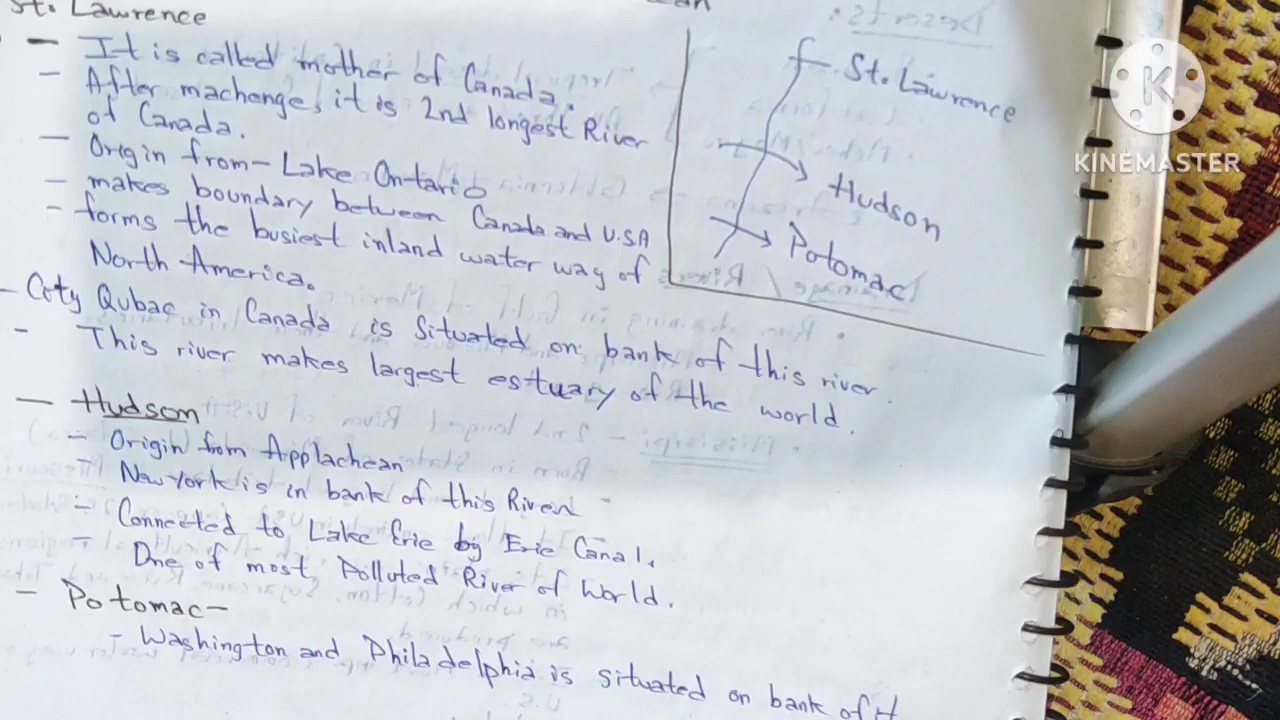 St. Lawrence
- It is called mother of Canada.
- After machenge, it is 2nd longest River
of Canada.
- Origin from - Lake Ontario
- makes boundary between Canada and U.SA
- forms the busiest inland water way of
North America.
- City Qubac in Canada is situated on bank of this river.
- This river makes largest estuary of the world.
- Hudson
- Origin from Applachean
- New york is in bank of this River
- Connected to Lake Erie by Erie Canal.
- One of most Polluted River of World.
- Potomac -
- Washington and Philadelphia is situated on bank of it
St. Lawrence
Hudson
Potomac
KINEMASTER